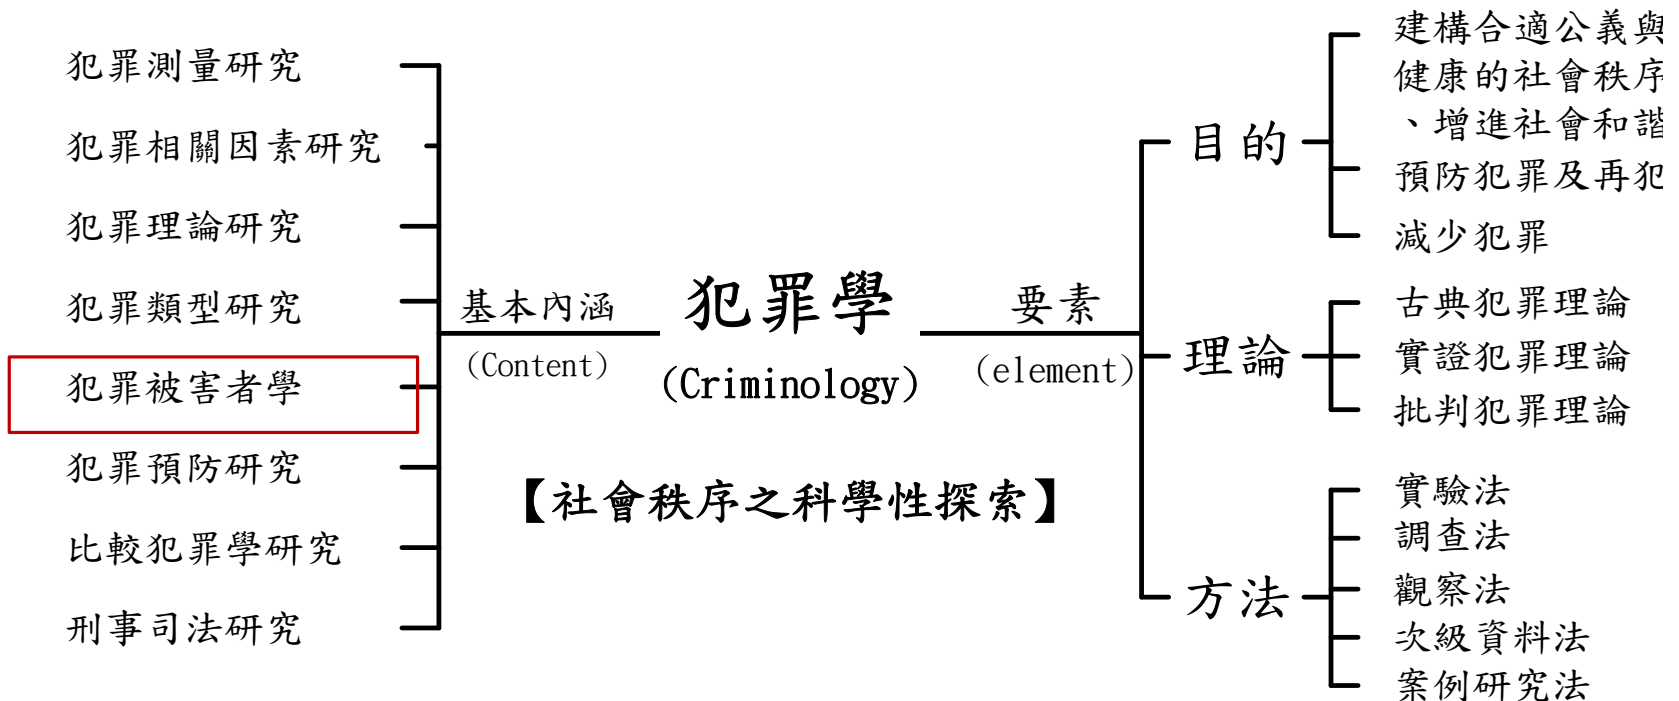 犯罪測量研究
犯罪相關因素研究
犯罪理論研究
犯罪類型研究
犯罪被害者學
犯罪預防研究
比較犯罪學研究
刑事司法研究
基本內涵
(Content)
犯罪學
(Criminology)
【社會秩序之科學性探索】
要素
(element)
目的
建構合適公義與
健康的社會秩序
、增進社會和諧
預防犯罪及再犯
減少犯罪
理論
古典犯罪理論
實證犯罪理論
批判犯罪理論
方法
實驗法
調查法
觀察法
次級資料法
案例研究法